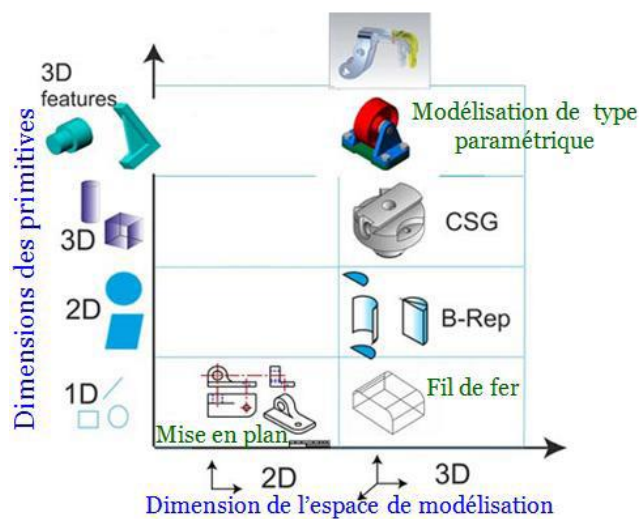 3D
features
Modélisation de type
paramétrique
Dimensions des primitives
3D
CSG
2D
B-Rep
1D
Fil de fer
Mise en plan
2D
3D
Dimension de l'espace de modélisation